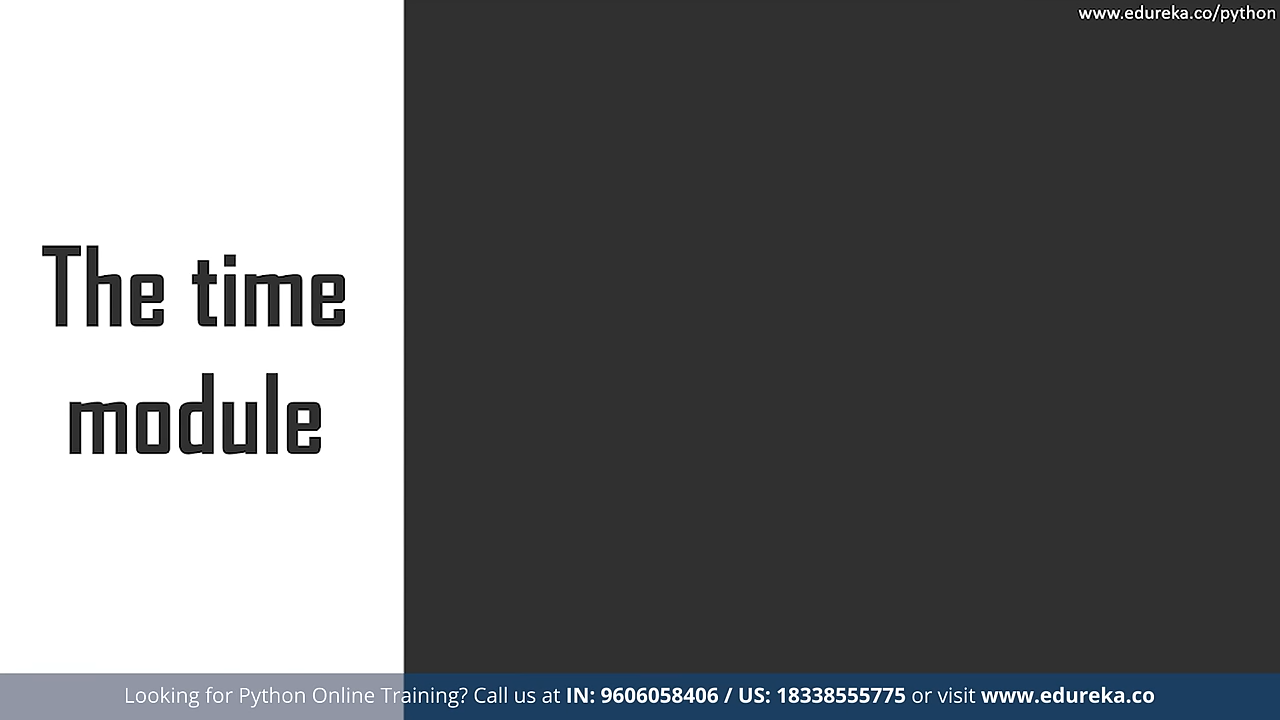 www.edureka.co/python
The time
module
Looking for Python Online Training? Call us at IN: 9606058406 / US: 18338555775 or visit www.edureka.co